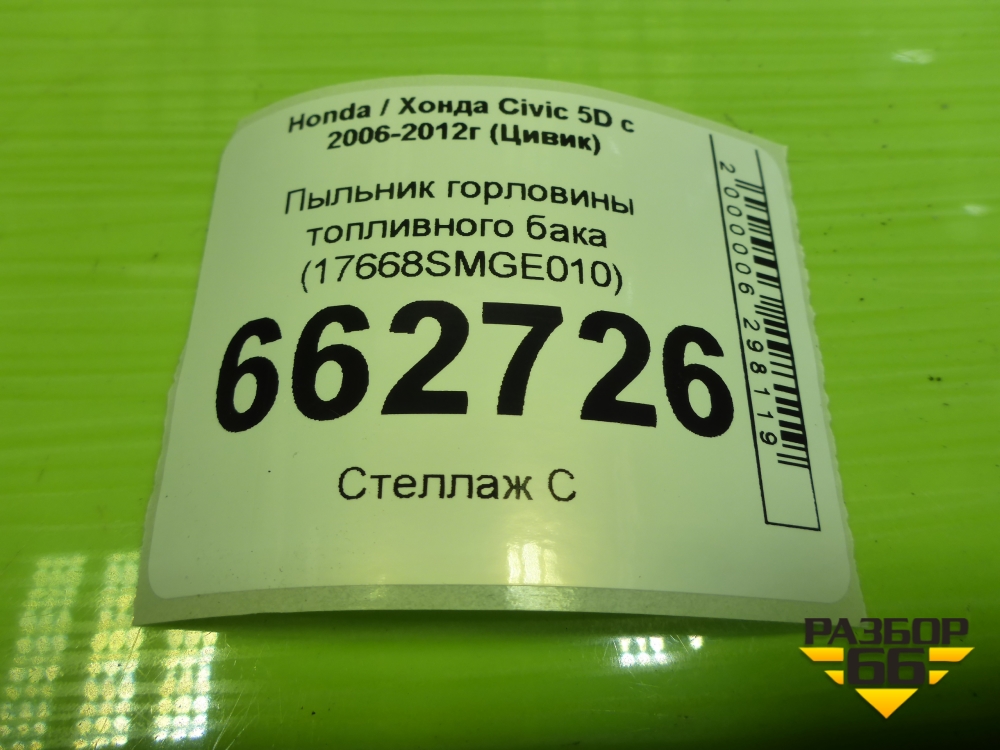 Honda / Хонда Civic 5D с
2006-2012г (Цивик)
Пыльник горловины
топливного бака
(17668SMGE010)
662726
Стеллаж С
2000006298119
РАЗБОР
66